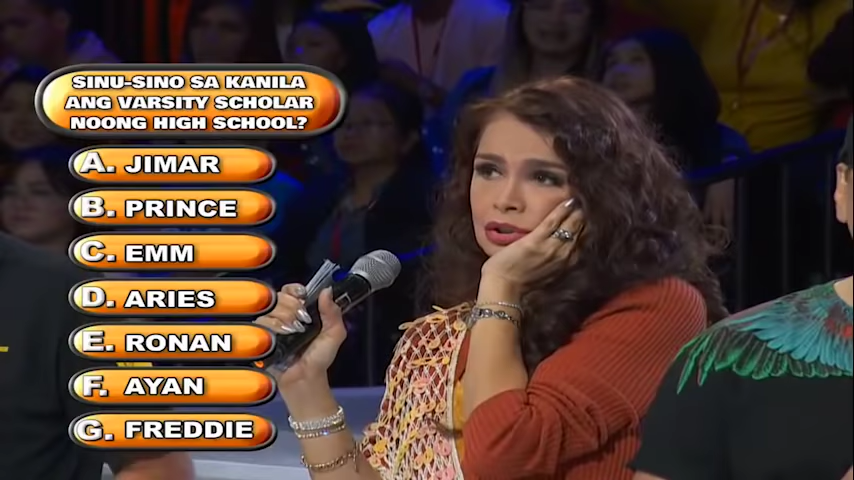 SINU-SINO SA KANILA
ANG VARSITY SCHOLAR
NOONG HIGH SCHOOL?
A. JIMAR
B. PRINCE
C. EMM
D. ARIES
E. RONAN
F. AYAN
G. FREDDIE